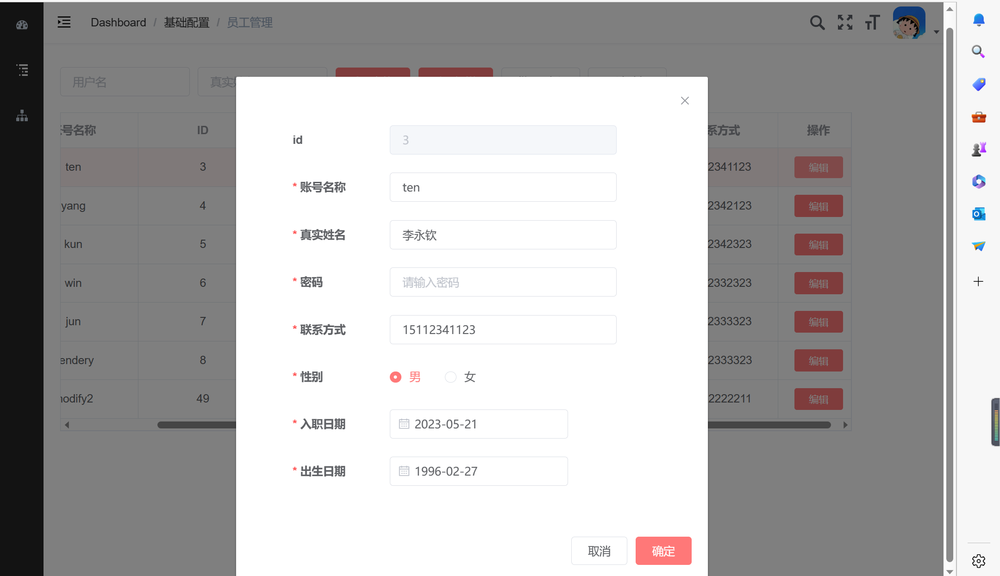 Dashboard / 基础配置 / 员工管理
用户名
真实姓
号名称 ID 系方式 操作
ten 3 2341123 编辑
yang 4 2342123 编辑
kun 5 2342323 编辑
win 6 2332323 编辑
jun 7 2333323 编辑
endery 8 2333323 编辑
odify2 49 2222211 编辑
id 3
* 账号名称 ten
* 真实姓名 李永钦
* 密码 请输入密码
* 联系方式 15112341123
* 性别 男 女
* 入职日期 2023-05-21
* 出生日期 1996-02-27
取消 确定